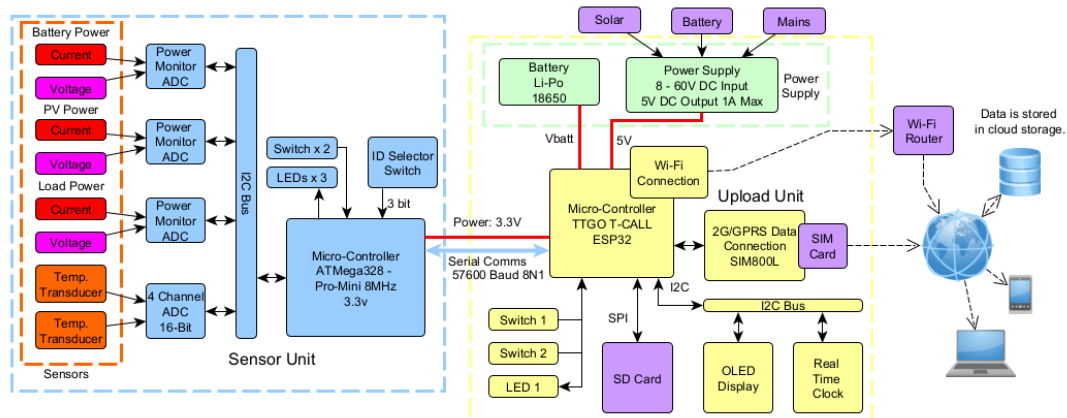 Battery Power
Current
Voltage
PV Power
Current
Voltage
Load Power
Current
Voltage
Temp.
Transducer
Temp.
Transducer
Sensors
Power
Monitor
ADC
Power
Monitor
ADC
Power
Monitor
ADC
4 Channel
ADC
16-Bit
I2C Bus
Switch x 2
LEDs x 3
ID Selector
Switch
3 bit
Micro-Controller
ATMega328 -
Pro-Mini 8MHz
3.3v
Sensor Unit
Power: 3.3V
Serial Comms
57600 Baud 8N1
Solar
Battery
Mains
Battery
Li-Po
18650
Power Supply
8 - 60V DC Input
5V DC Output 1A Max
Power
Supply
Vbatt
5V
Wi-Fi
Connection
Micro-Controller
TTGO T-CALL
ESP32
Upload Unit
2G/GPRS Data
Connection
SIM800L
SIM
Card
I2C
I2C Bus
SPI
Switch 1
Switch 2
LED 1
SD Card
OLED
Display
Real
Time
Clock
Wi-Fi
Router
Data is stored
in cloud storage.